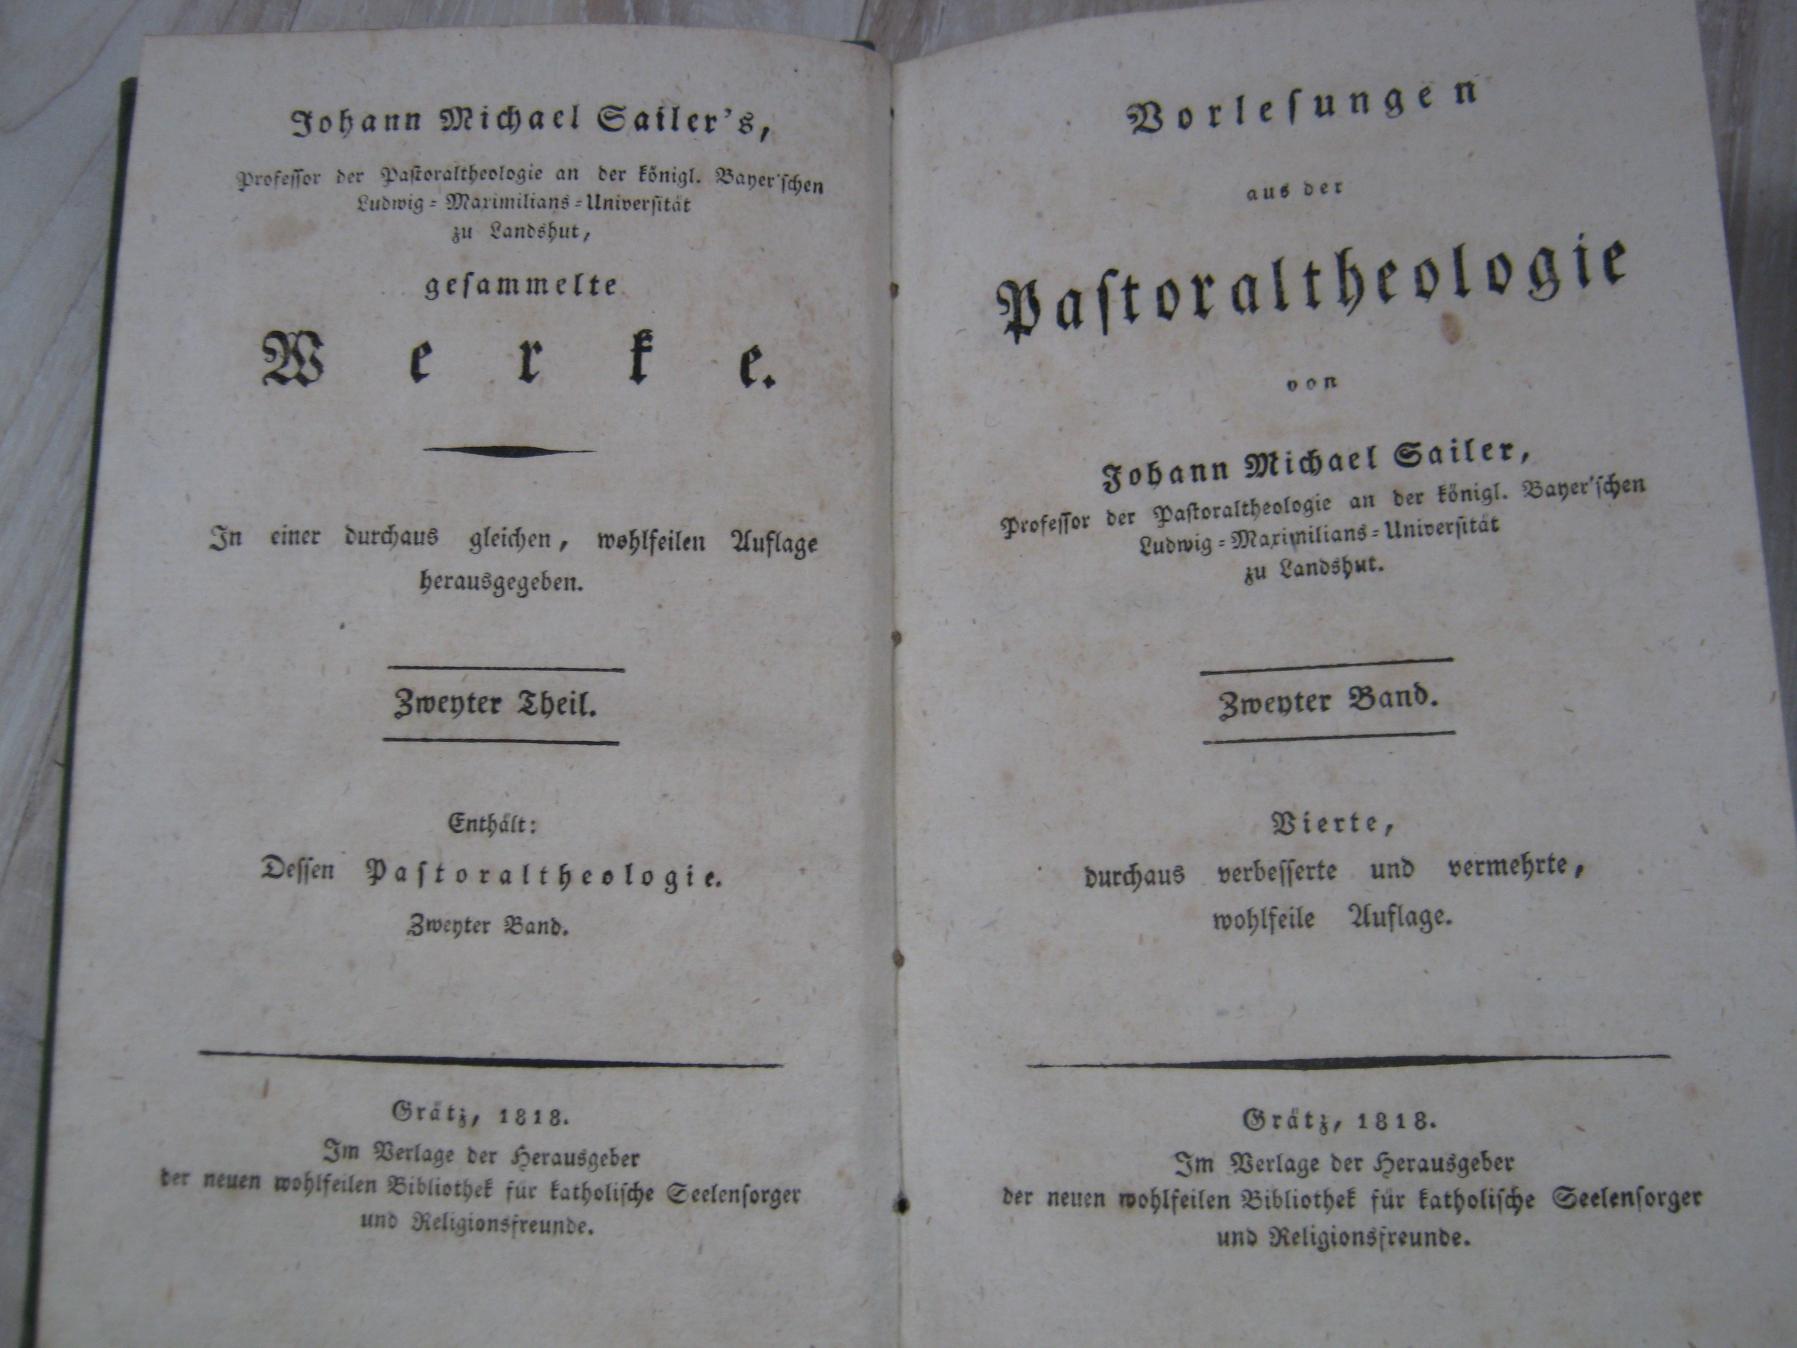 Johann Michael Sailer's,
Professor der Pastoraltheologie an der königl. Bayer'schen
Ludwig-Maximilians-Universität
zu Landshut,
gesammelte
Werke.
In einer durchaus gleichen, wohlfeilen Auflage
herausgegeben.
Zweyter Theil.
Enthält:
Dessen Pastoraltheologie.
Zweyter Band.
Grätz, 1818.
Im Verlage der Herausgeber
der neuen wohlfeilen Bibliothek für katholische Seelensorger
und Religionsfreunde.
Vorlesungen
aus der
Pastoraltheologie
von
Johann Michael Sailer,
Professor der Pastoraltheologie an der königl. Bayer'schen
Ludwig-Maximilians-Universität
zu Landshut.
Zweyter Band.
Vierte,
durchaus verbesserte und vermehrte,
wohlfeile Auflage.
Grätz, 1818.
Im Verlage der Herausgeber
der neuen wohlfeilen Bibliothek für katholische Seelensorger
und Religionsfreunde.